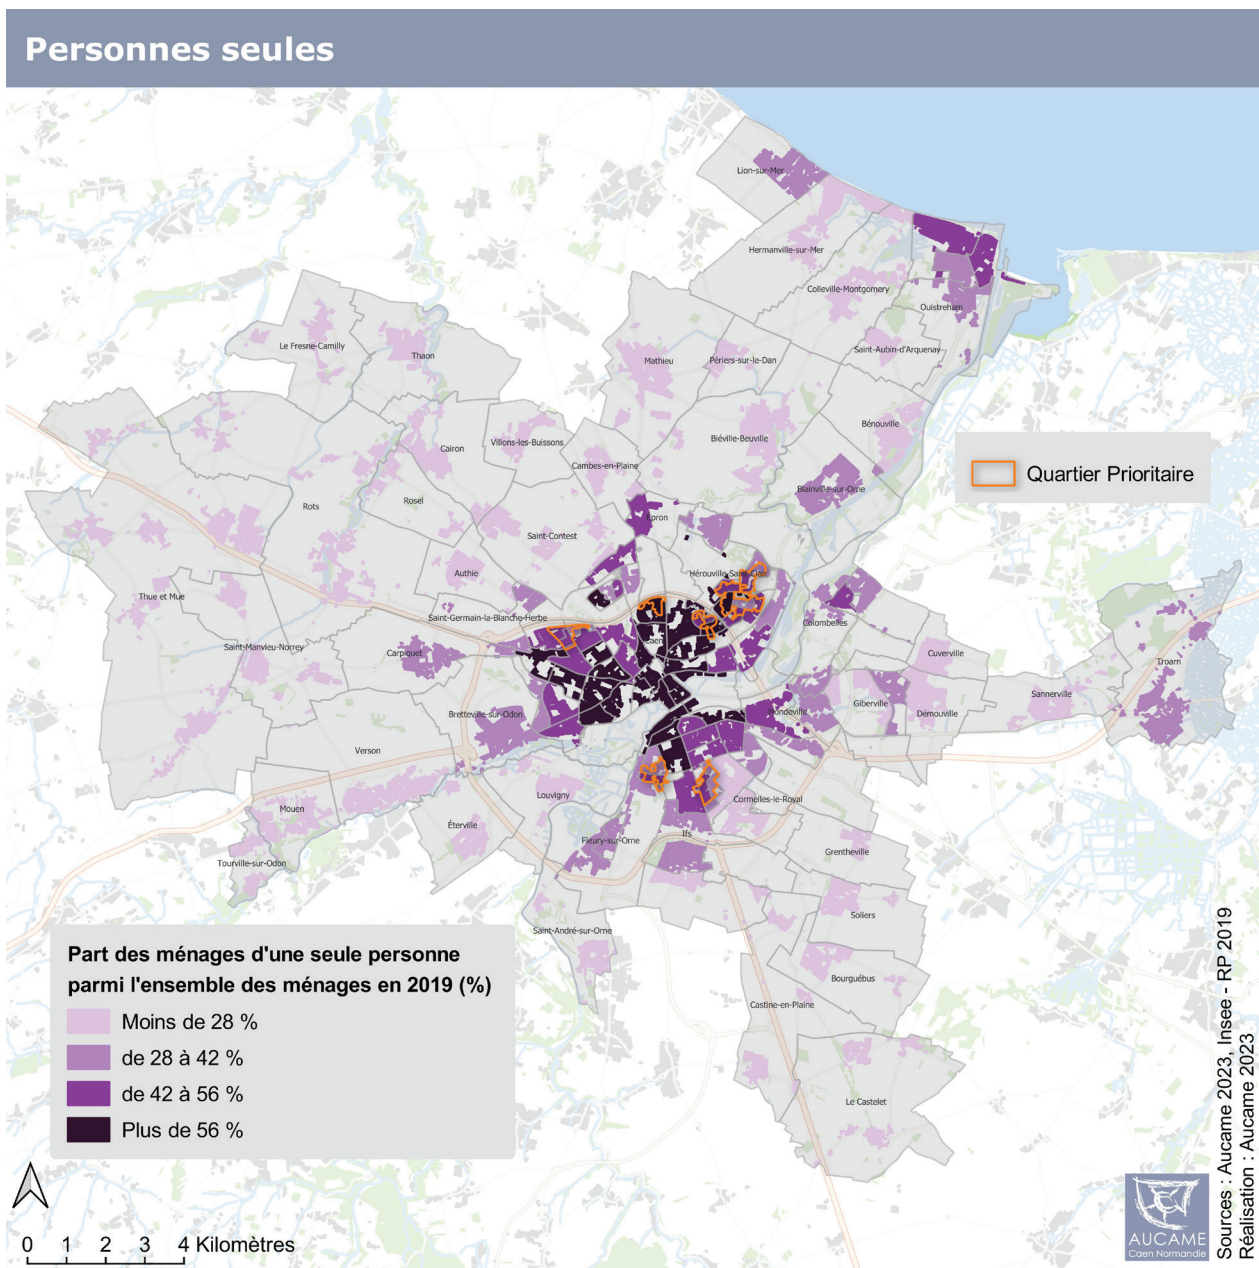 Personnes seules
Lion-sur-Mer
Hermanville-sur-Mer
Colleville-Montgomery
Ouistreham
Saint-Aubin-d'Arquenay
Le Fresne-Camilly
Thaon
Mathieu
Périers-sur-le-Dan
Bénouville
Cairon
Villons-les-Buissons
Biéville-Beuville
Cambes-en-Plaine
Quartier Prioritaire
Blainville-sur-Orne
Rosel
Rots
Epron
Saint-Contest
Authie
Hérouville-Saint-Clair
Thue et Mue
Saint-Germain-la-Blanche-Herbe
Colombelles
Caen
Saint-Manvieu-Norrey
Carpiquet
Cuverville
Troarn
Sannerville
Giberville
Démouville
Mondeville
Bretteville-sur-Odon
Verson
Louvigny
Cormelles-le-Royal
Mouen
Éterville
Fleury-sur-Orne
Ifs
Grentheville
Tourville-sur-Odon
Soliers
Saint-André-sur-Orne
Bourguébus
Castine-en-Plaine
Le Castelet
Part des ménages d'une seule personne
parmi l'ensemble des ménages en 2019 (%)
Moins de 28 %
de 28 à 42 %
de 42 à 56 %
Plus de 56 %
0 1 2 3 4 Kilomètres
AUCAME
Caen Normandie
Sources : Aucame 2023, Insee - RP 2019
Réalisation : Aucame 2023